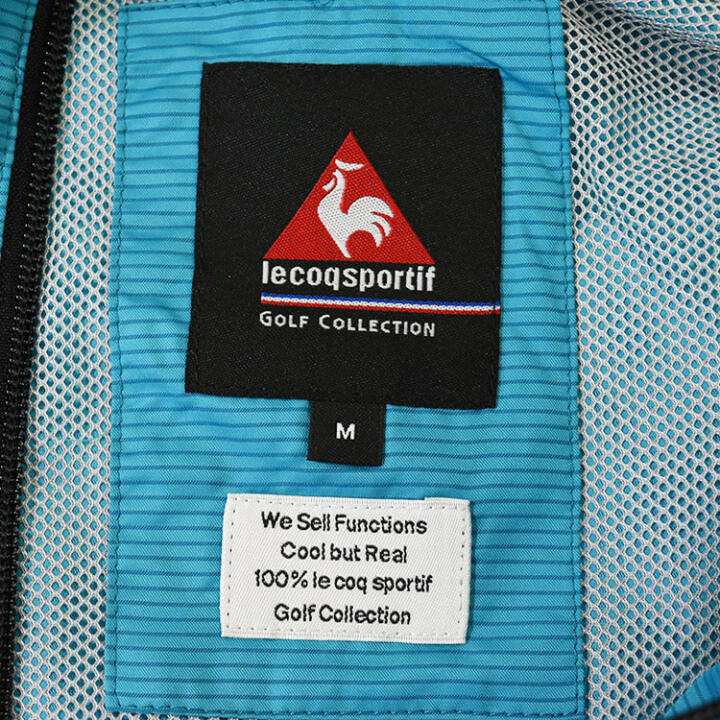 lecoqsportif
GOLF COLLECTION
M
We Sell Functions
Cool but Real
100% le coq sportif
Golf Collection